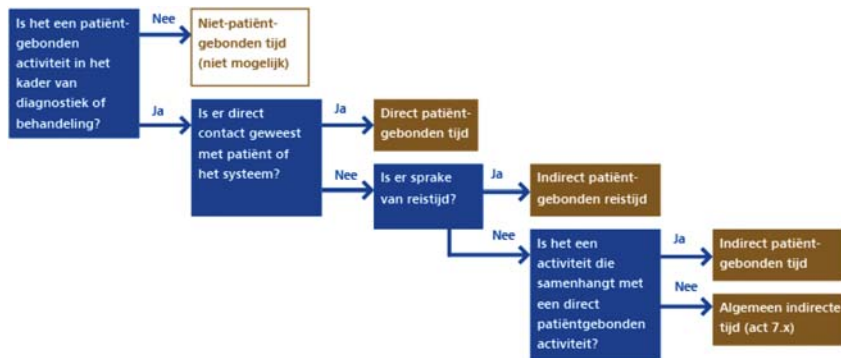 Is het een patiënt-
gebonden
activiteit in het
kader van
diagnostiek of
behandeling?
Nee
Niet-patiënt-
gebonden tijd
(niet mogelijk)
Ja
Is er direct
contact geweest
met patiënt of
het systeem?
Ja
Direct patiënt-
gebonden tijd
Nee
Is er sprake
van reistijd?
Ja
Indirect patiënt-
gebonden reistijd
Nee
Is het een
activiteit die
samenhangt met
een direct
patiëntgebonden
activiteit?
Ja
Indirect patiënt-
gebonden tijd
Nee
Algemeen indirecte
tijd (act 7.x)